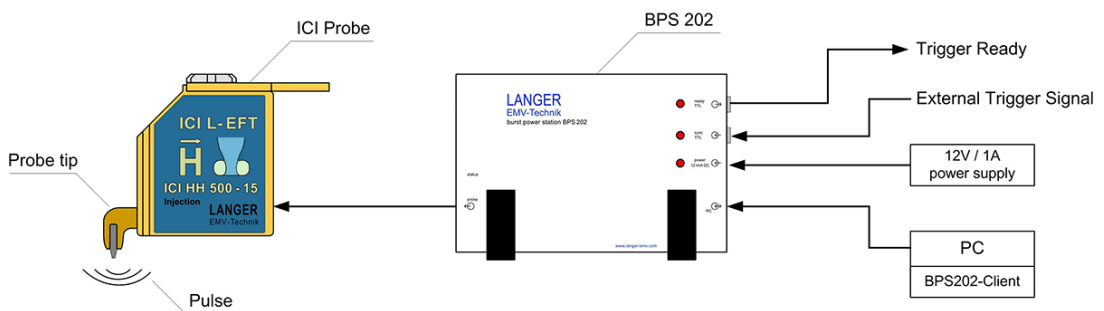 ICI Probe
BPS 202
Trigger Ready
External Trigger Signal
12V / 1A
power supply
PC
BPS202-Client
Probe tip
Pulse
ICI L-EFT
H
ICI HH 500-15
Injection
LANGER
EMV-Technik
LANGER
EMV-Technik
burst power station BPS202
ready
TTL
sync
TTL
power
12 Volt DC
status
probe
PC
www.langer-emv.com